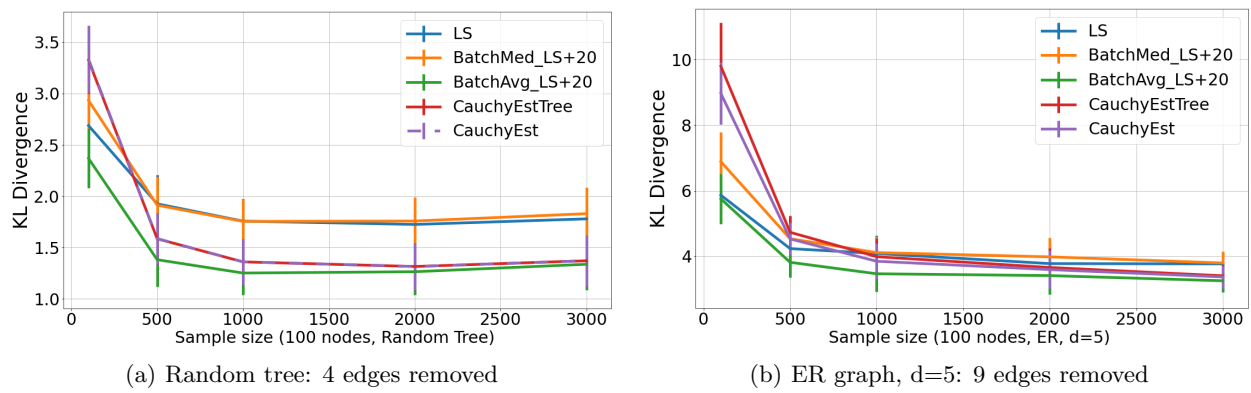 KL Divergence
3.5
3.0
2.5
2.0
1.5
1.0
LS
BatchMed_LS+20
BatchAvg_LS+20
CauchyEstTree
CauchyEst
0 500 1000 1500 2000 2500 3000
Sample size (100 nodes, Random Tree)
(a) Random tree: 4 edges removed
KL Divergence
10
8
6
4
LS
BatchMed_LS+20
BatchAvg_LS+20
CauchyEstTree
CauchyEst
0 500 1000 1500 2000 2500 3000
Sample size (100 nodes, ER, d=5)
(b) ER graph, d=5: 9 edges removed